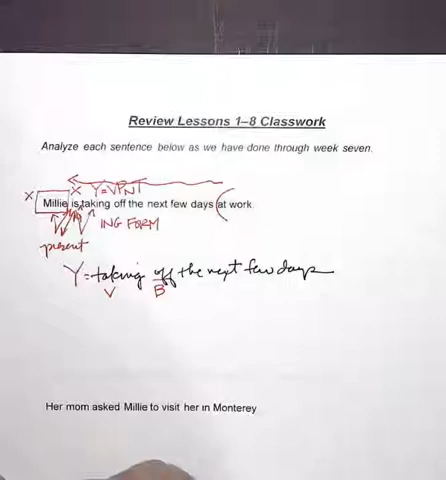 Review Lessons 1–8 Classwork
Analyze each sentence below as we have done through week seven.
X Y=VPNT
X Millie is taking off the next few days (at work.
present ING FORM
Y=taking off the next few days
V B
Her mom asked Millie to visit her in Monterey